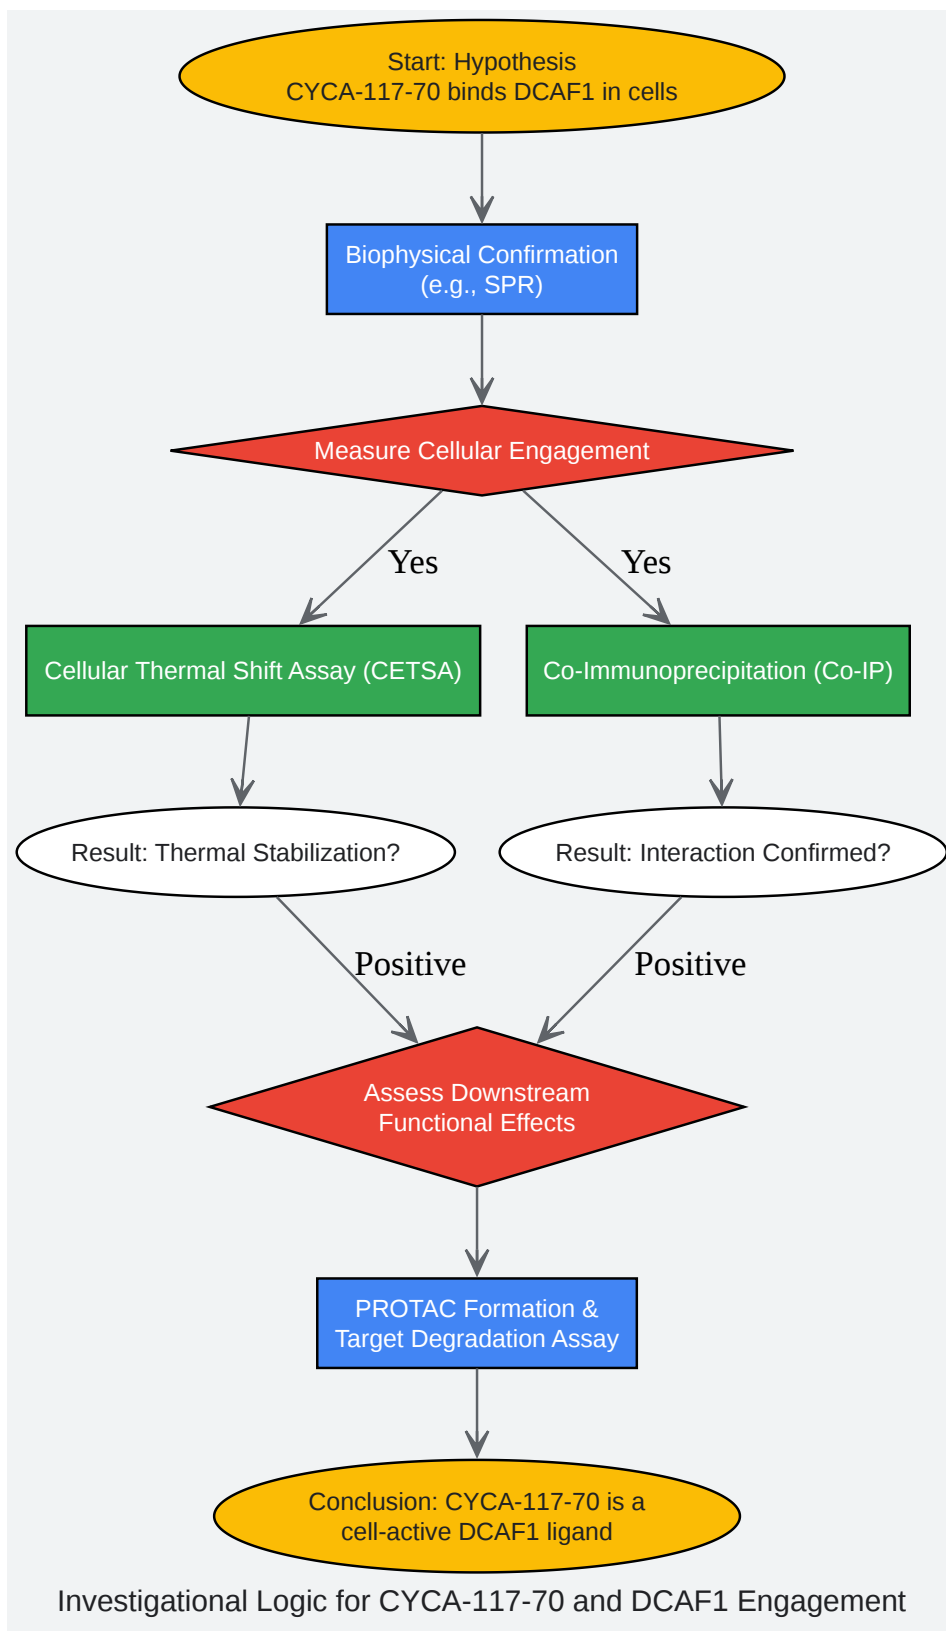 Start: Hypothesis
CYCA-117-70 binds DCAF1 in cells
Biophysical Confirmation
(e.g., SPR)
Measure Cellular Engagement
Yes
Yes
Cellular Thermal Shift Assay (CETSA)
Co-Immunoprecipitation (Co-IP)
Result: Thermal Stabilization?
Result: Interaction Confirmed?
Positive
Positive
Assess Downstream
Functional Effects
PROTAC Formation &
Target Degradation Assay
Conclusion: CYCA-117-70 is a
cell-active DCAF1 ligand
Investigational Logic for CYCA-117-70 and DCAF1 Engagement